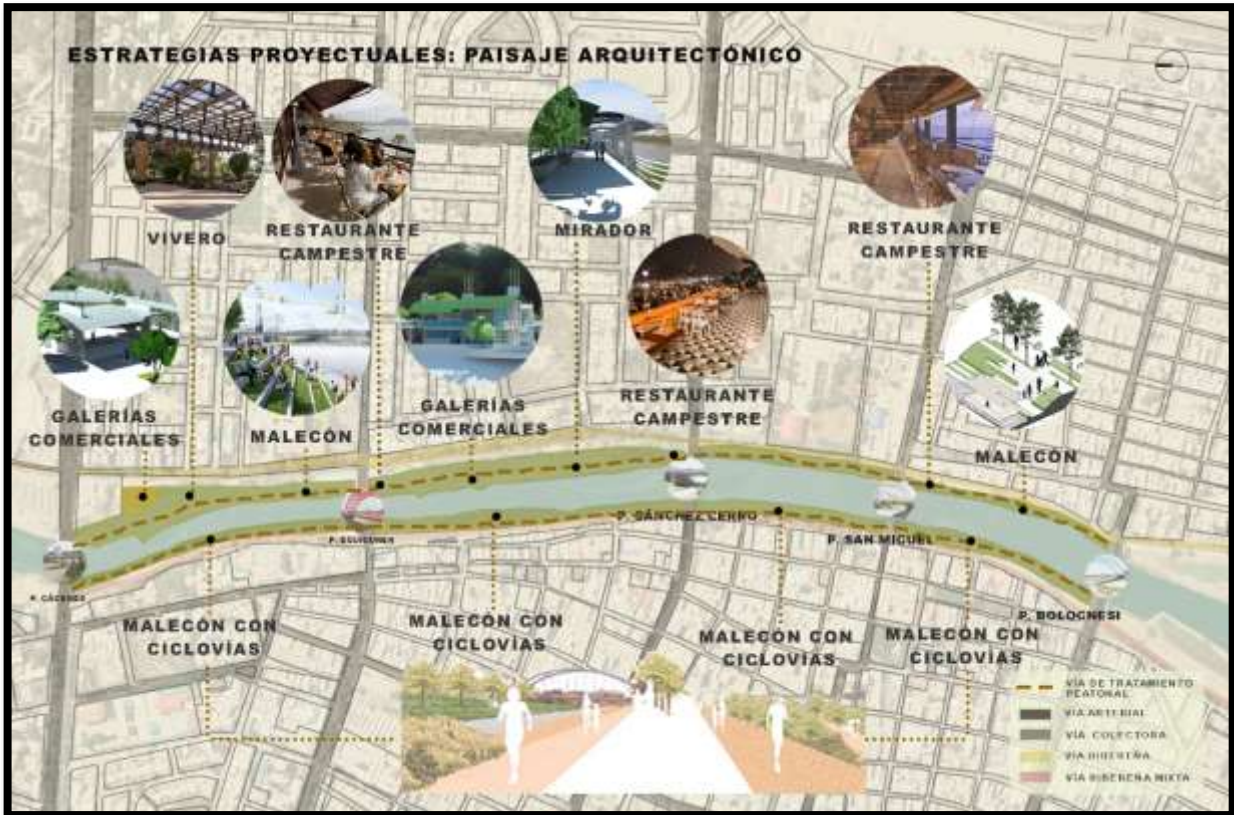 ESTRATEGIAS PROYECTUALES: PAISAJE ARQUITECTÓNICO
VIVERO
RESTAURANTE
CAMPESTRE
MIRADOR
RESTAURANTE
CAMPESTRE
GALERÍAS
COMERCIALES
MALECÓN
GALERÍAS
COMERCIALES
RESTAURANTE
CAMPESTRE
MALECÓN
P. SÁNCHEZ CERRO
P. SAN MIGUEL
P. BOLOGNESI
MALECÓN CON
CICLOVÍAS
MALECÓN CON
CICLOVÍAS
MALECÓN CON
CICLOVÍAS
MALECÓN CON
CICLOVÍAS
VÍA DE TRATAMIENTO
PEATONAL
VÍA ARTERIAL
VÍA COLECTORA
VÍA RIBEREÑA
VÍA RIBEREÑA MIXTA